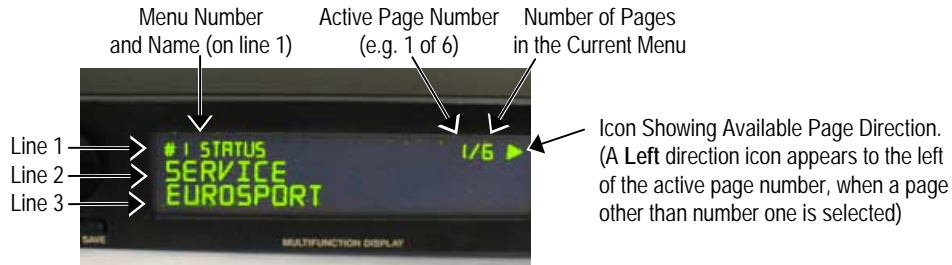 Menu Number
and Name (on line 1)
Active Page Number
(e.g. 1 of 6)
Number of Pages
in the Current Menu
Line 1
Line 2
Line 3
#1 STATUS
1/6
SERVICE
EUROSPORT
SAVE
MULTIFUNCTION DISPLAY
Icon Showing Available Page Direction.
(A Left direction icon appears to the left
of the active page number, when a page
other than number one is selected)